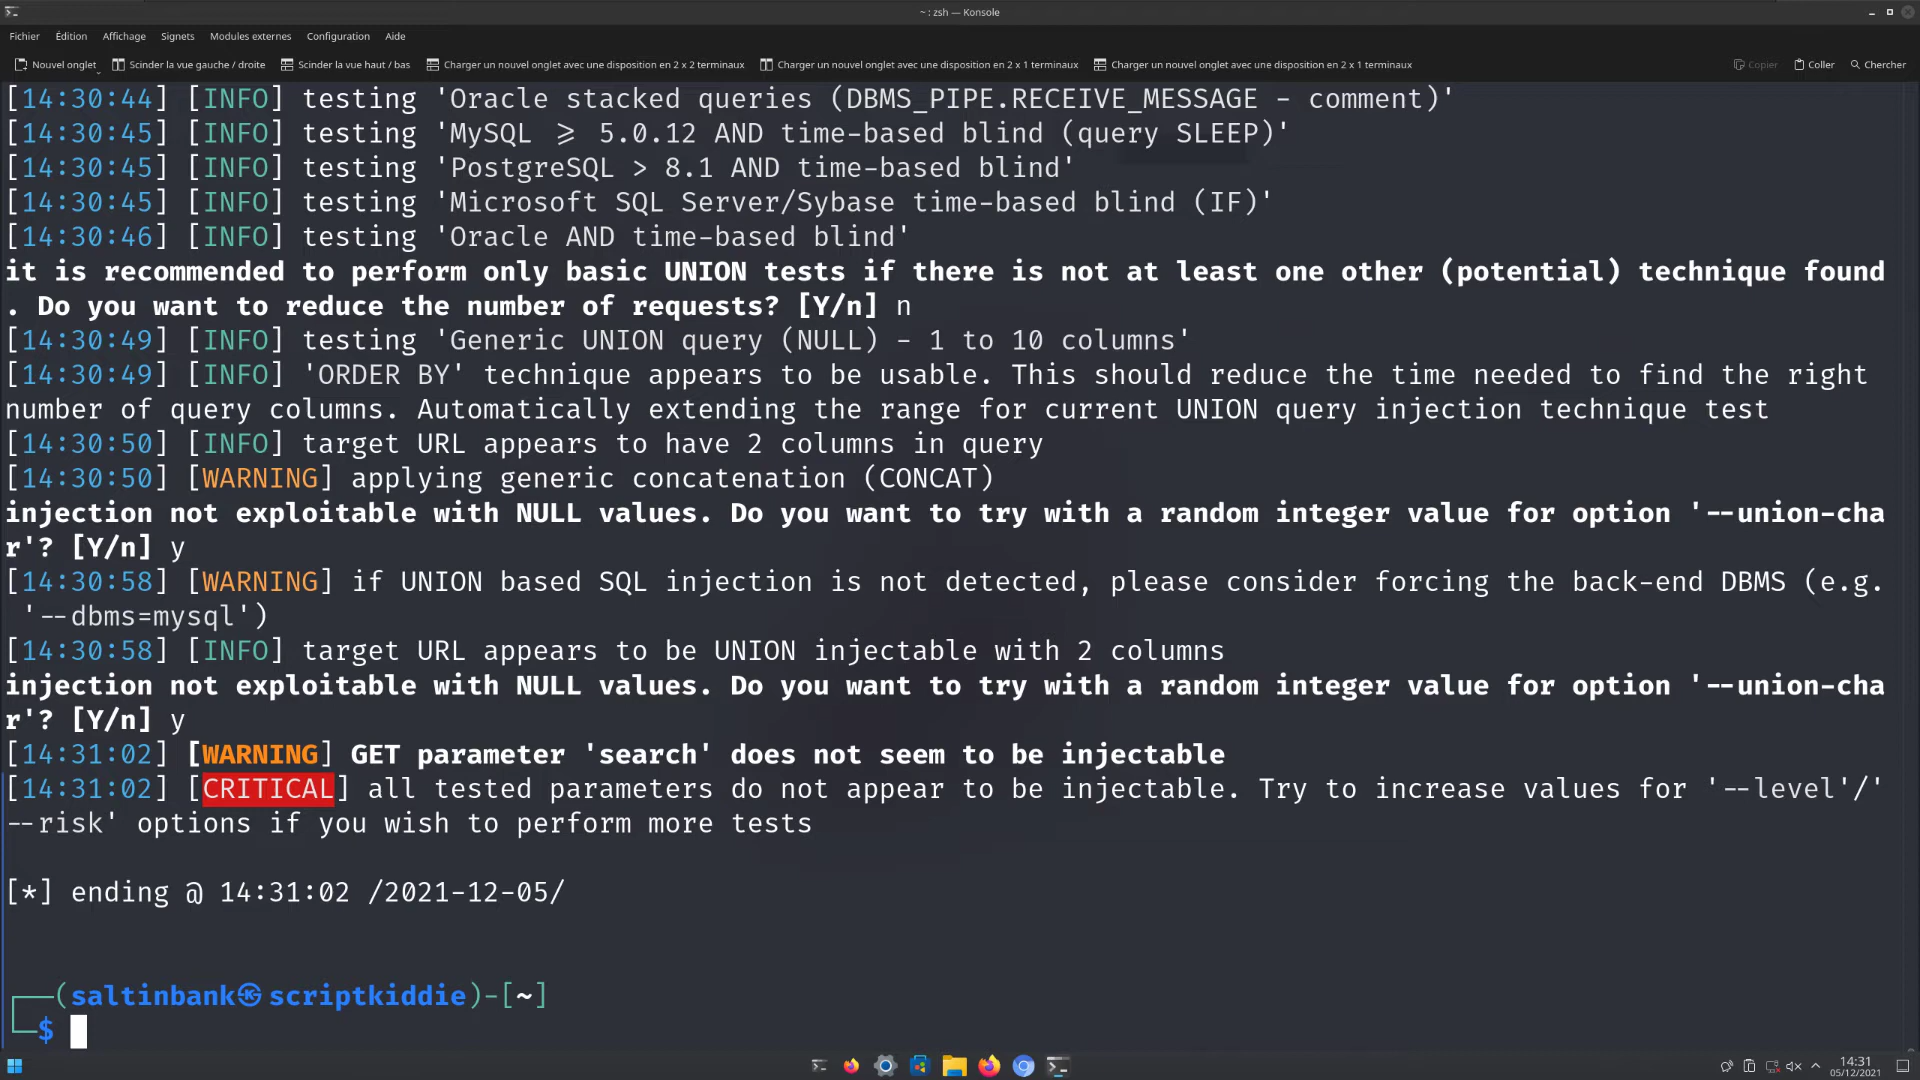 ~ : zsh — Konsole
Fichier Édition Affichage Signets Modules externes Configuration Aide
Nouvel onglet Scinder la vue gauche / droite Scinder la vue haut / bas Charger un nouvel onglet avec une disposition en 2 x 2 terminaux Charger un nouvel onglet avec une disposition en 2 x 1 terminaux Charger un nouvel onglet avec une disposition en 2 x 1 terminaux Copier Coller Chercher
[14:30:44] [INFO] testing 'Oracle stacked queries (DBMS_PIPE.RECEIVE_MESSAGE - comment)'
[14:30:45] [INFO] testing 'MySQL >= 5.0.12 AND time-based blind (query SLEEP)'
[14:30:45] [INFO] testing 'PostgreSQL > 8.1 AND time-based blind'
[14:30:45] [INFO] testing 'Microsoft SQL Server/Sybase time-based blind (IF)'
[14:30:46] [INFO] testing 'Oracle AND time-based blind'
it is recommended to perform only basic UNION tests if there is not at least one other (potential) technique found
. Do you want to reduce the number of requests? [Y/n] n
[14:30:49] [INFO] testing 'Generic UNION query (NULL) - 1 to 10 columns'
[14:30:49] [INFO] 'ORDER BY' technique appears to be usable. This should reduce the time needed to find the right
number of query columns. Automatically extending the range for current UNION query injection technique test
[14:30:50] [INFO] target URL appears to have 2 columns in query
[14:30:50] [WARNING] applying generic concatenation (CONCAT)
injection not exploitable with NULL values. Do you want to try with a random integer value for option '--union-cha
r'? [Y/n] y
[14:30:58] [WARNING] if UNION based SQL injection is not detected, please consider forcing the back-end DBMS (e.g.
'--dbms=mysql')
[14:30:58] [INFO] target URL appears to be UNION injectable with 2 columns
injection not exploitable with NULL values. Do you want to try with a random integer value for option '--union-cha
r'? [Y/n] y
[14:31:02] [WARNING] GET parameter 'search' does not seem to be injectable
[14:31:02] [CRITICAL] all tested parameters do not appear to be injectable. Try to increase values for '--level'/'
--risk' options if you wish to perform more tests
[*] ending @ 14:31:02 /2021-12-05/
┌──(saltinbank㉿scriptkiddie)-[~]
└─$
14:31
05/12/2021